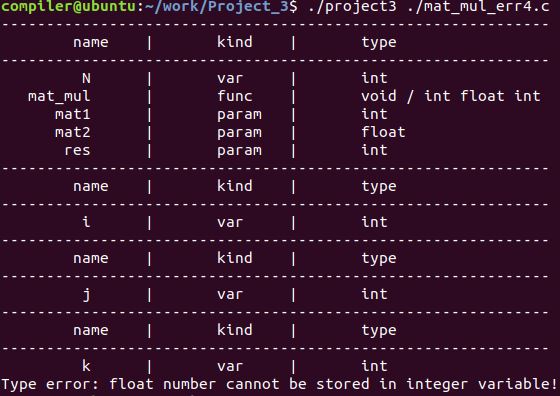 compiler@ubuntu:~/work/Project_3$ ./project3 ./mat_mul_err4.c
-------------------------------------------------------------
name | kind | type
-------------------------------------------------------------
N | var | int
mat_mul | func | void / int float int
mat1 | param | int
mat2 | param | float
res | param | int
-------------------------------------------------------------
name | kind | type
-------------------------------------------------------------
i | var | int
-------------------------------------------------------------
name | kind | type
-------------------------------------------------------------
j | var | int
-------------------------------------------------------------
name | kind | type
-------------------------------------------------------------
k | var | int
Type error: float number cannot be stored in integer variable!